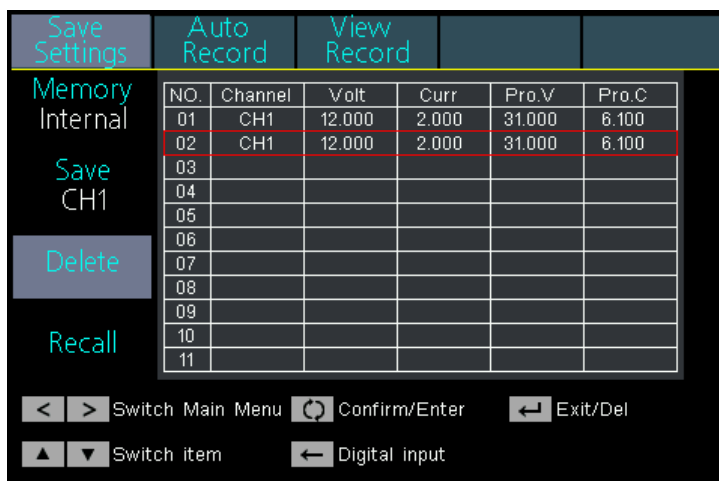 Save Settings Auto Record View Record
Memory
Internal
Save
CH1
Delete
Recall
NO. Channel Volt Curr Pro.V Pro.C
01 CH1 12.000 2.000 31.000 6.100
02 CH1 12.000 2.000 31.000 6.100
03
04
05
06
07
08
09
10
11
< > Switch Main Menu Confirm/Enter Exit/Del
Switch item Digital input